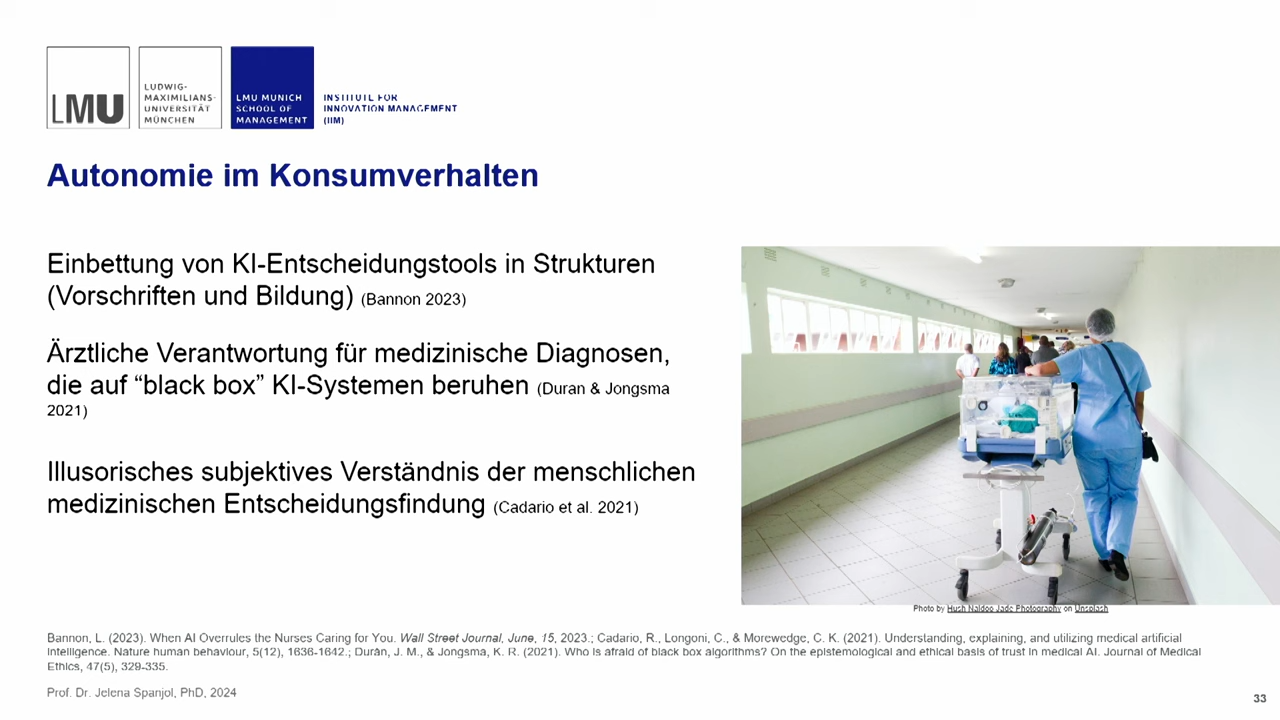 LMU
LUDWIG-
MAXIMILIANS-
UNIVERSITÄT
MÜNCHEN
LMU MUNICH
SCHOOL OF
MANAGEMENT
INSTITUTE FOR
INNOVATION MANAGEMENT
(IIM)
Autonomie im Konsumverhalten
Einbettung von KI-Entscheidungstools in Strukturen
(Vorschriften und Bildung) (Bannon 2023)
Ärztliche Verantwortung für medizinische Diagnosen,
die auf “black box” KI-Systemen beruhen (Duran & Jongsma
2021)
Illusorisches subjektives Verständnis der menschlichen
medizinischen Entscheidungsfindung (Cadario et al. 2021)
Photo by Hush Naidoo Jade Photography on Unsplash
Bannon, L. (2023). When AI Overrules the Nurses Caring for You. Wall Street Journal, June, 15, 2023.; Cadario, R., Longoni, C., & Morewedge, C. K. (2021). Understanding, explaining, and utilizing medical artificial
intelligence. Nature human behaviour, 5(12), 1636-1642.; Durán, J. M., & Jongsma, K. R. (2021). Who is afraid of black box algorithms? On the epistemological and ethical basis of trust in medical AI. Journal of Medical
Ethics, 47(5), 329-335.
Prof. Dr. Jelena Spanjol, PhD, 2024
33